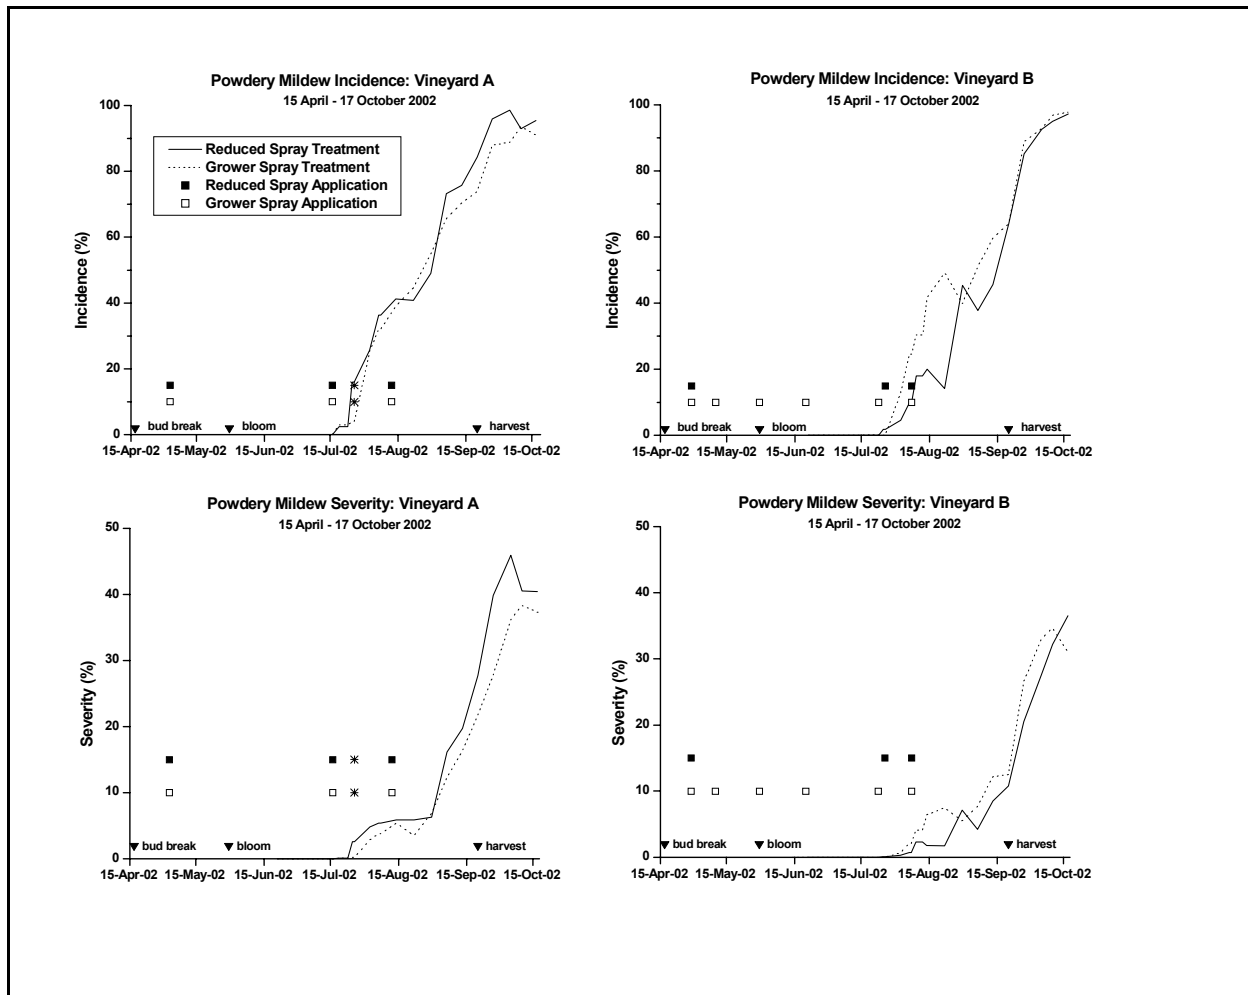 Powdery Mildew Incidence: Vineyard A
15 April - 17 October 2002
100
80
60
40
20
0
Incidence (%)
Reduced Spray Treatment
Grower Spray Treatment
Reduced Spray Application
Grower Spray Application
bud break
bloom
harvest
15-Apr-02 15-May-02 15-Jun-02 15-Jul-02 15-Aug-02 15-Sep-02 15-Oct-02
Powdery Mildew Incidence: Vineyard B
15 April - 17 October 2002
100
80
60
40
20
0
Incidence (%)
bud break
bloom
harvest
15-Apr-02 15-May-02 15-Jun-02 15-Jul-02 15-Aug-02 15-Sep-02 15-Oct-02
Powdery Mildew Severity: Vineyard A
15 April - 17 October 2002
50
40
30
20
10
0
Severity (%)
bud break
bloom
harvest
15-Apr-02 15-May-02 15-Jun-02 15-Jul-02 15-Aug-02 15-Sep-02 15-Oct-02
Powdery Mildew Severity: Vineyard B
15 April - 17 October 2002
50
40
30
20
10
0
Severity (%)
bud break
bloom
harvest
15-Apr-02 15-May-02 15-Jun-02 15-Jul-02 15-Aug-02 15-Sep-02 15-Oct-02